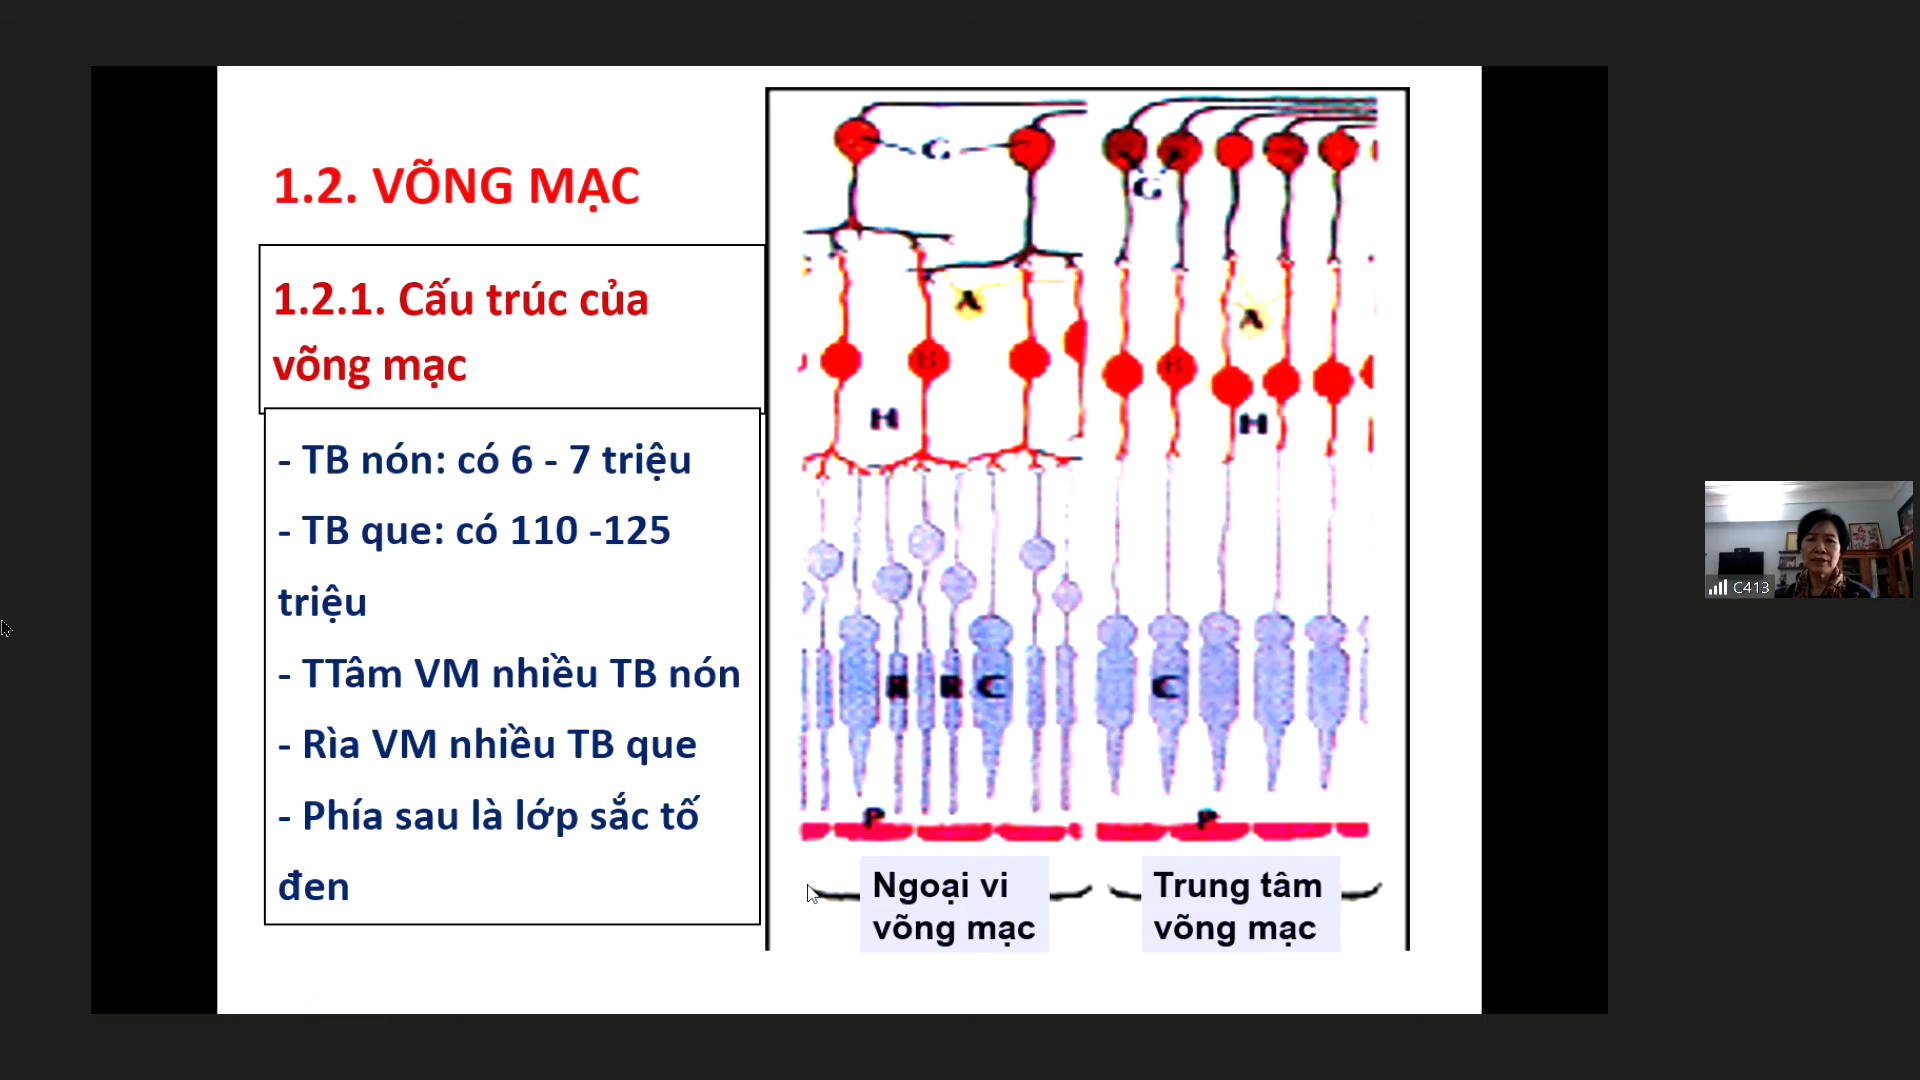 1.2. VÕNG MẠC
1.2.1. Cấu trúc của
võng mạc
- TB nón: có 6 - 7 triệu
- TB que: có 110 -125
triệu
- TTâm VM nhiều TB nón
- Rìa VM nhiều TB que
- Phía sau là lớp sắc tố
đen
G
G
A
A
B
B
H
H
R
R
C
C
P
P
Ngoại vi
võng mạc
Trung tâm
võng mạc
C413